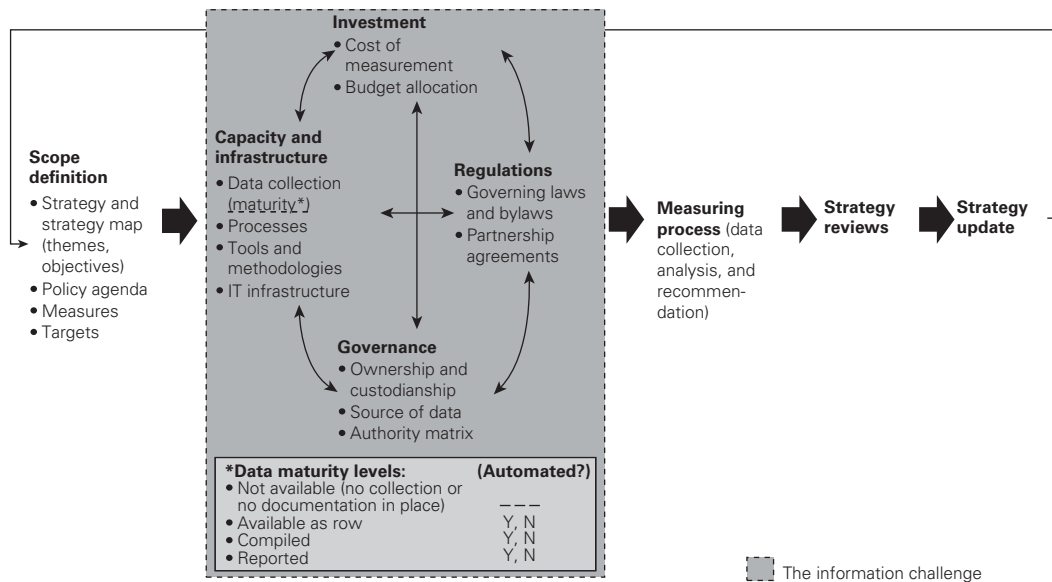 Investment
• Cost of
measurement
• Budget allocation
Capacity and
infrastructure
• Data collection
(maturity*)
• Processes
• Tools and
methodologies
• IT infrastructure
Regulations
• Governing laws
and bylaws
• Partnership
agreements
Governance
• Ownership and
custodianship
• Source of data
• Authority matrix
Scope
definition
• Strategy and
strategy map
(themes,
objectives)
• Policy agenda
• Measures
• Targets
Measuring
process (data
collection,
analysis, and
recommen-
dation)
Strategy
reviews
Strategy
update
*Data maturity levels: (Automated?)
• Not available (no collection or
no documentation in place) _ _ _
• Available as row Y, N
• Compiled Y, N
• Reported Y, N
The information challenge